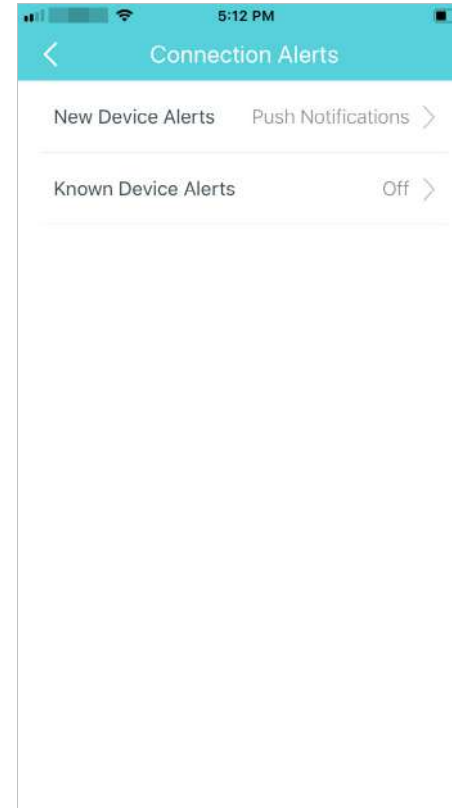 5:12 PM
Connection Alerts
New Device Alerts Push Notifications
Known Device Alerts Off